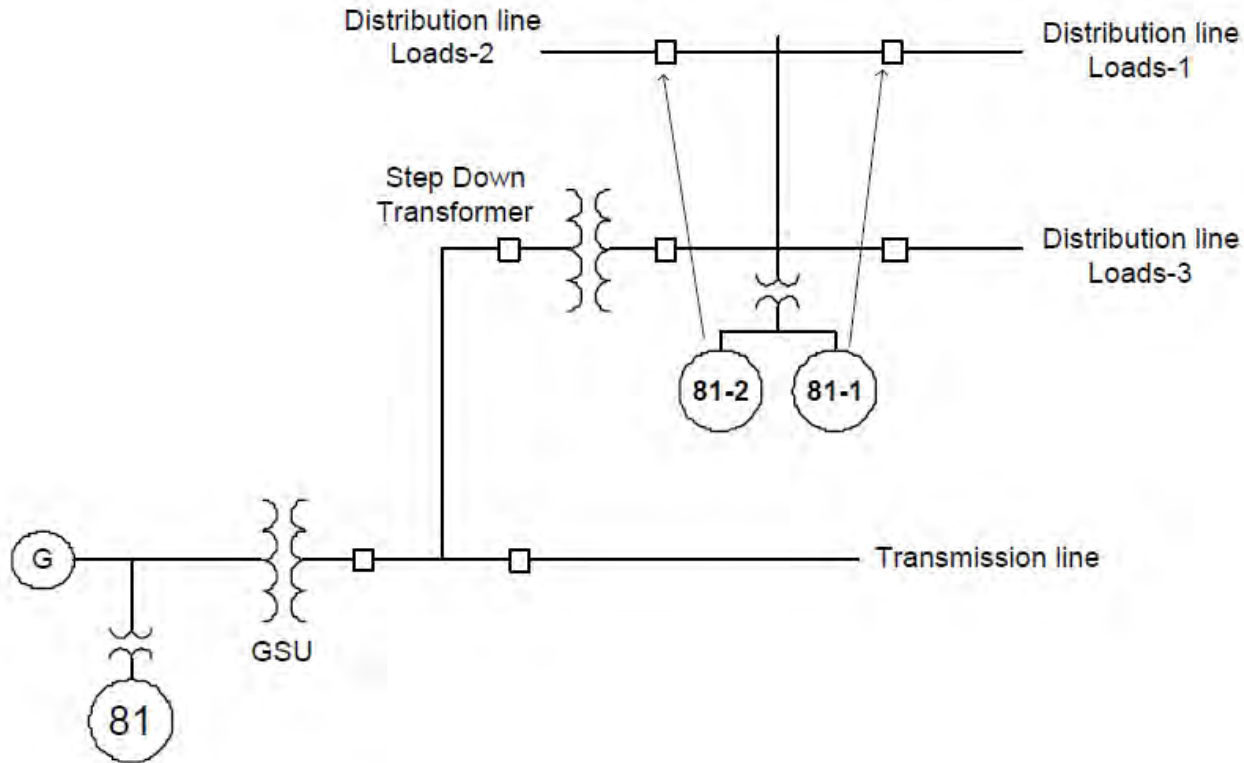 Distribution line
Loads-2
Distribution line
Loads-1
Step Down
Transformer
Distribution line
Loads-3
81-2
81-1
G
Transmission line
GSU
81